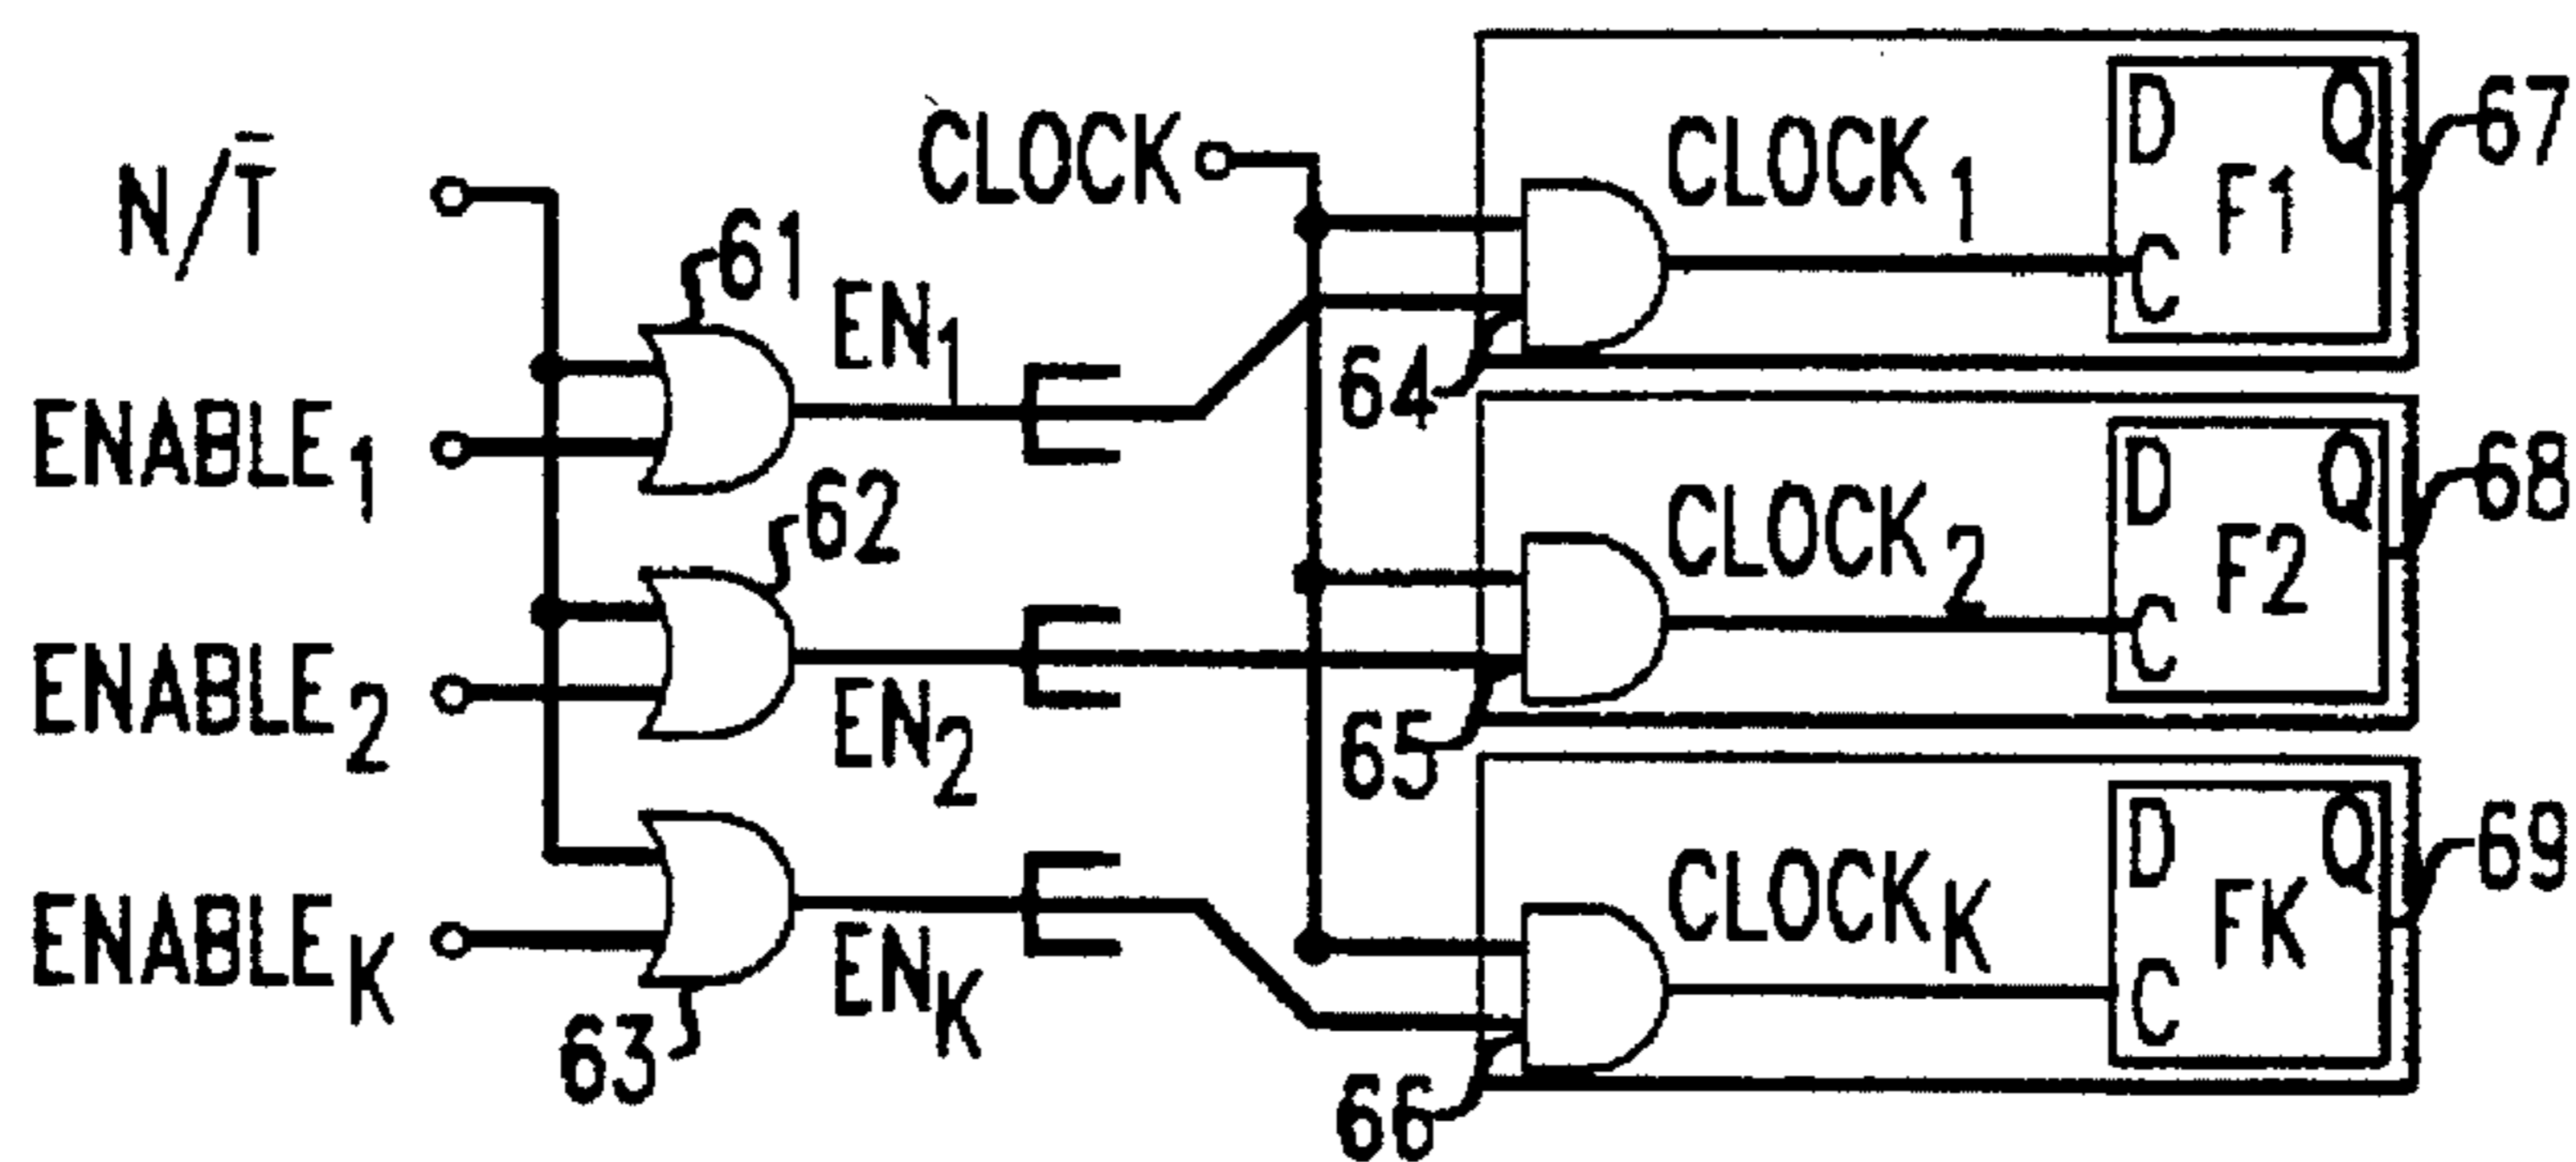 N/T̅
CLOCK
CLOCK₁
D Q
F1
C
67
61
EN₁
ENABLE₁
64
62
CLOCK₂
D Q
F2
C
68
ENABLE₂
EN₂
65
ENABLEₖ
ENₖ
63
CLOCKₖ
D Q
FK
C
69
66